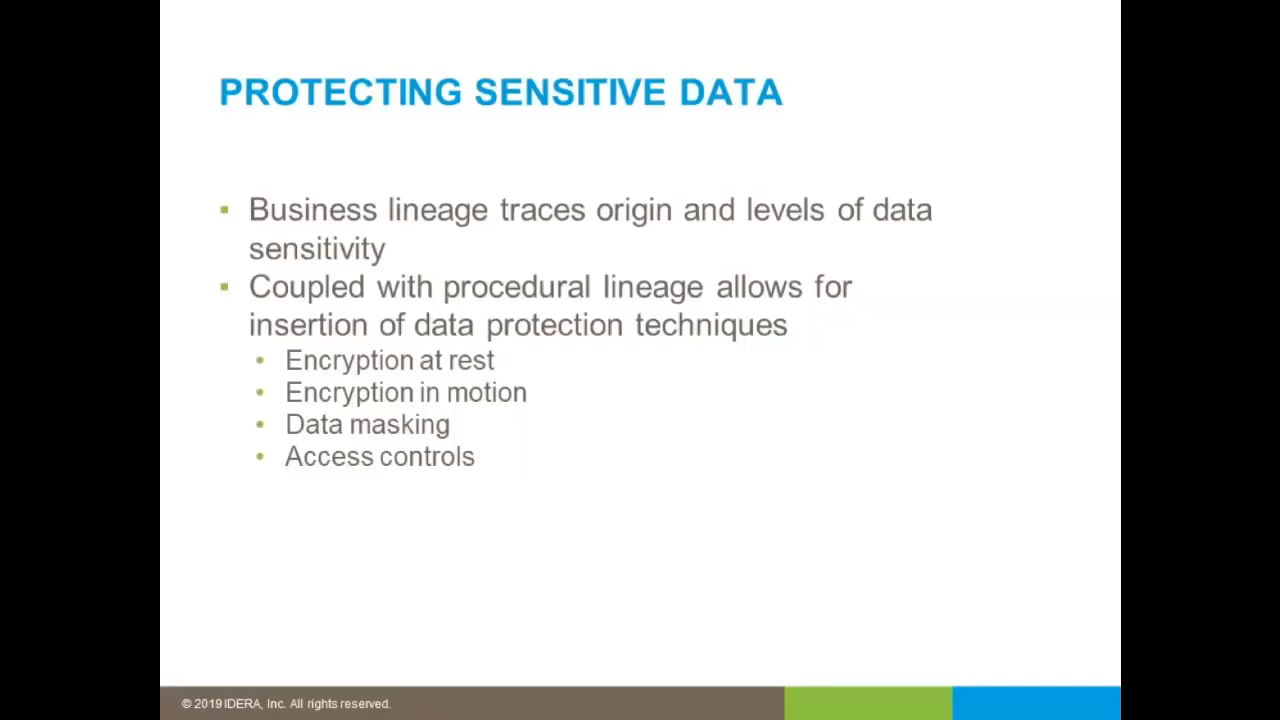 PROTECTING SENSITIVE DATA
▪ Business lineage traces origin and levels of data
sensitivity
▪ Coupled with procedural lineage allows for
insertion of data protection techniques
• Encryption at rest
• Encryption in motion
• Data masking
• Access controls
© 2019 IDERA, Inc. All rights reserved.